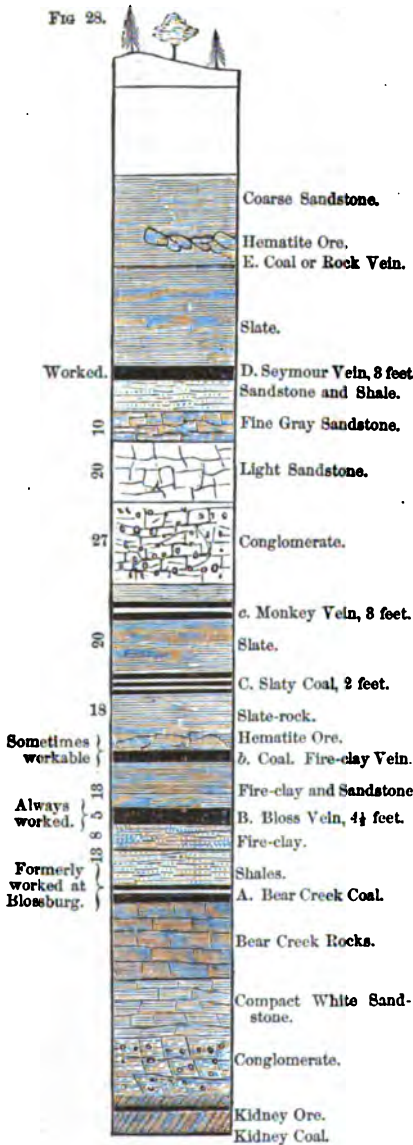 FIG 28.
Coarse Sandstone.
Hematite Ore.
E. Coal or Rock Vein.
Slate.
Worked.
D. Seymour Vein, 3 feet
Sandstone and Shale.
10
Fine Gray Sandstone.
20
Light Sandstone.
27
Conglomerate.
c. Monkey Vein, 3 feet.
20
Slate.
C. Slaty Coal, 2 feet.
18
Slate-rock.
Hematite Ore.
Sometimes
workable
b. Coal. Fire-clay Vein.
18
Fire-clay and Sandstone
Always
worked.
5
B. Bloss Vein, 4½ feet.
8
Fire-clay.
13
Shales.
Formerly
worked at
Blossburg.
A. Bear Creek Coal.
Bear Creek Rocks.
Compact White Sand-
stone.
Conglomerate.
Kidney Ore.
Kidney Coal.